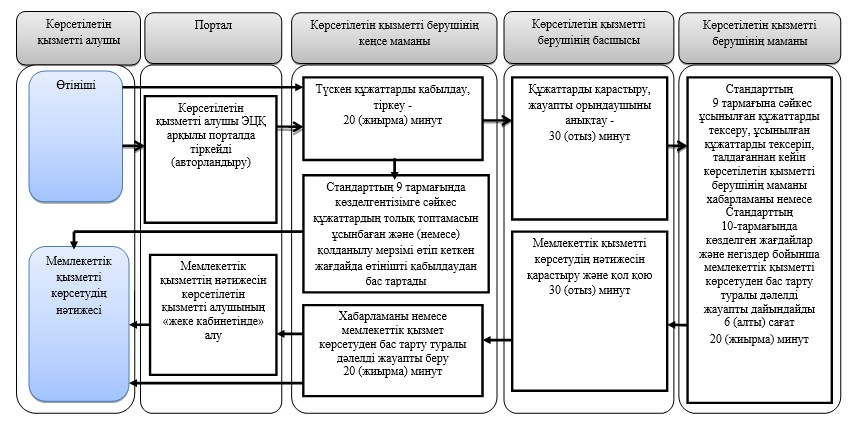 Көрсетілетін
қызметті алушы
Портал
Көрсетілетін қызметті берушінің
кеңсе маманы
Көрсетілетін қызметті
берушінің басшысы
Көрсетілетін қызметті
берушінің маманы
Өтініші
Көрсетілетін
қызметті алушы ЭЦҚ
арқылы порталда
тіркейді
(авторландыру)
Түскен құжаттарды қабылдау,
тіркеу -
20 (жиырма) минут
Құжаттарды қарастыру,
жауапты орындаушыны
анықтау -
30 (отыз) минут
Стандарттың
9 тармағына сәйкес
ұсынылған құжаттарды
тексеру, ұсынылған
құжаттарды тексеріп,
талдағаннан кейін
көрсетілетін қызметті
берушінің маманы
хабарламаны немесе
Стандарттың
10-тармағында
көзделген жағдайлар
және негіздер бойынша
мемлекеттік қызметті
көрсетуден бас тарту
туралы дәлелді
жауапты дайындайды
6 (алты) сағат
20 (жиырма) минут
Стандарттың 9 тармағында
көзделгентізімге сәйкес
құжаттардың толық топтамасын
ұсынбаған және (немесе)
қолданылу мерзімі өтіп кеткен
жағдайда өтінішті қабылдаудан
бас тартады
Мемлекеттік қызметті
көрсетудің нәтижесін
қарастыру және қол қою
30 (отыз) минут
Хабарламаны немесе
мемлекеттік қызмет
көрсетуден бас тарту туралы
дәлелді жауапты беру
20 (жиырма) минут
Мемлекеттік
қызметтің нәтижесін
көрсетілетін
қызметті алушының
«жеке кабинетінде»
алу
Мемлекеттік
қызметті
көрсетудің
нәтижесі